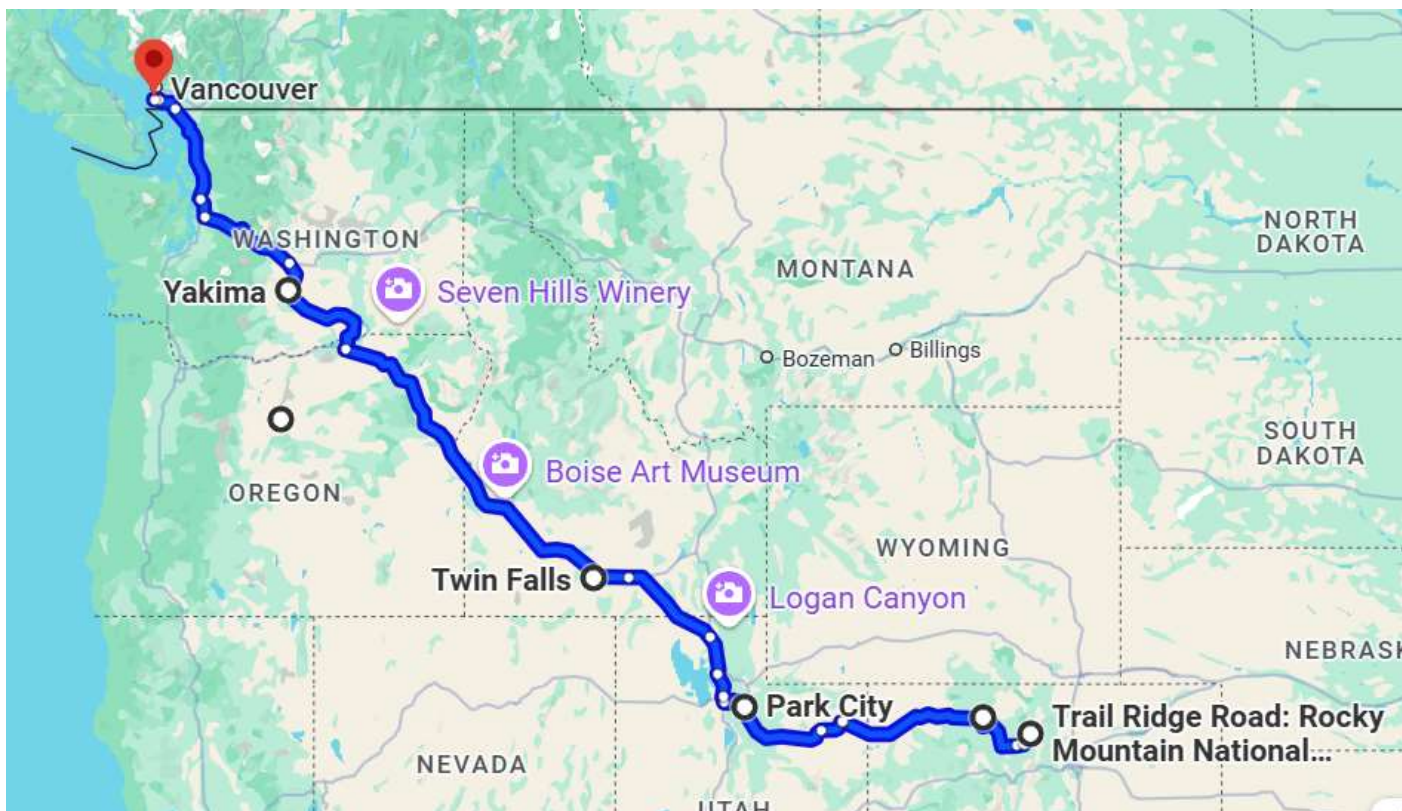 Vancouver
WASHINGTON
NORTH
DAKOTA
MONTANA
Yakima
Seven Hills Winery
Bozeman
Billings
SOUTH
DAKOTA
Boise Art Museum
OREGON
WYOMING
Twin Falls
Logan Canyon
NEBRASK
Park City
Trail Ridge Road: Rocky
Mountain National...
NEVADA
UTAH